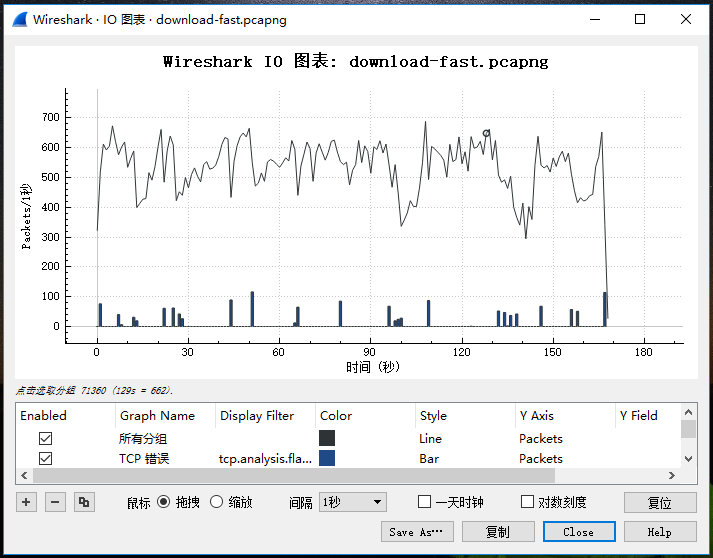 Wireshark · IO 图表 · download-fast.pcapng
Wireshark IO 图表: download-fast.pcapng
Packets/1秒
700
600
500
400
300
200
100
0
0 30 60 90 120 150 180
时间 (秒)
点击选取分组 71360 (129s = 662).
Enabled Graph Name Display Filter Color Style Y Axis Y Field
所有分组 Line Packets
TCP 错误 tcp.analysis.fla... Bar Packets
鼠标 拖拽 缩放 间隔 1秒 一天时钟 对数刻度 复位
Save As… 复制 Close Help